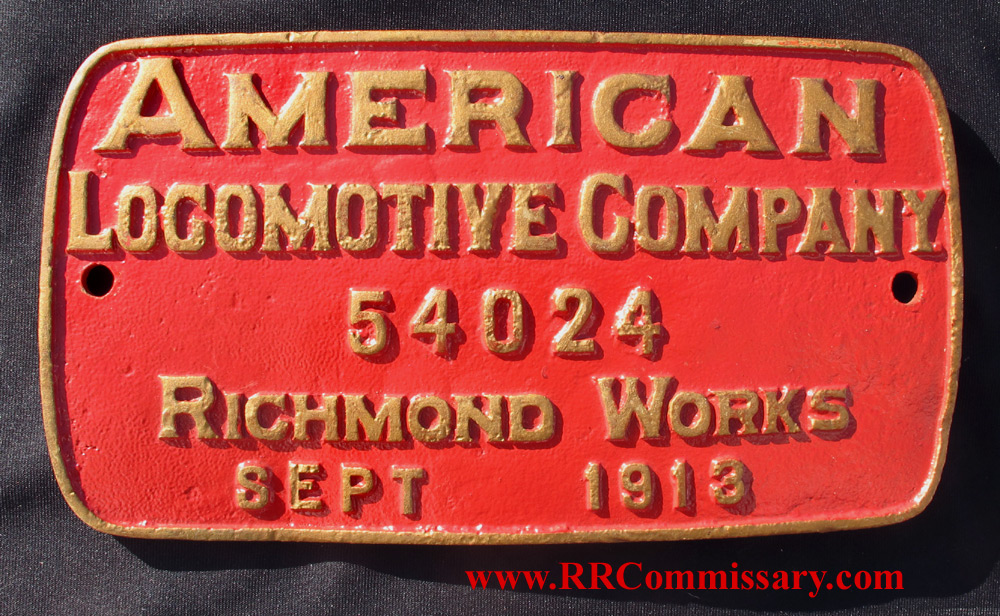 AMERICAN
LOCOMOTIVE COMPANY
54024
RICHMOND WORKS
SEPT 1913
www.RRCommissary.com